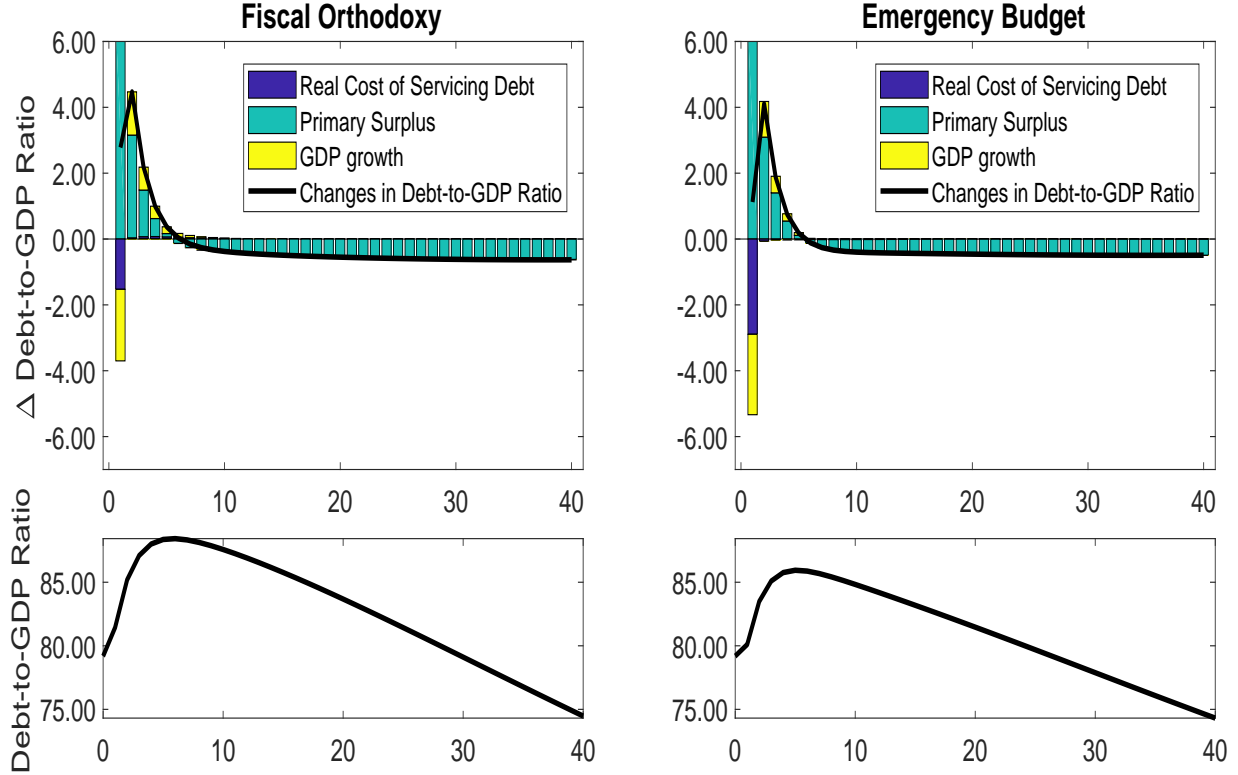 Fiscal Orthodoxy
6.00
4.00
2.00
0.00
-2.00
-4.00
-6.00
Δ Debt-to-GDP Ratio
Real Cost of Servicing Debt
Primary Surplus
GDP growth
Changes in Debt-to-GDP Ratio
0 10 20 30 40
Emergency Budget
6.00
4.00
2.00
0.00
-2.00
-4.00
-6.00
Real Cost of Servicing Debt
Primary Surplus
GDP growth
Changes in Debt-to-GDP Ratio
0 10 20 30 40
Debt-to-GDP Ratio
85.00
80.00
75.00
0 10 20 30 40
85.00
80.00
75.00
0 10 20 30 40